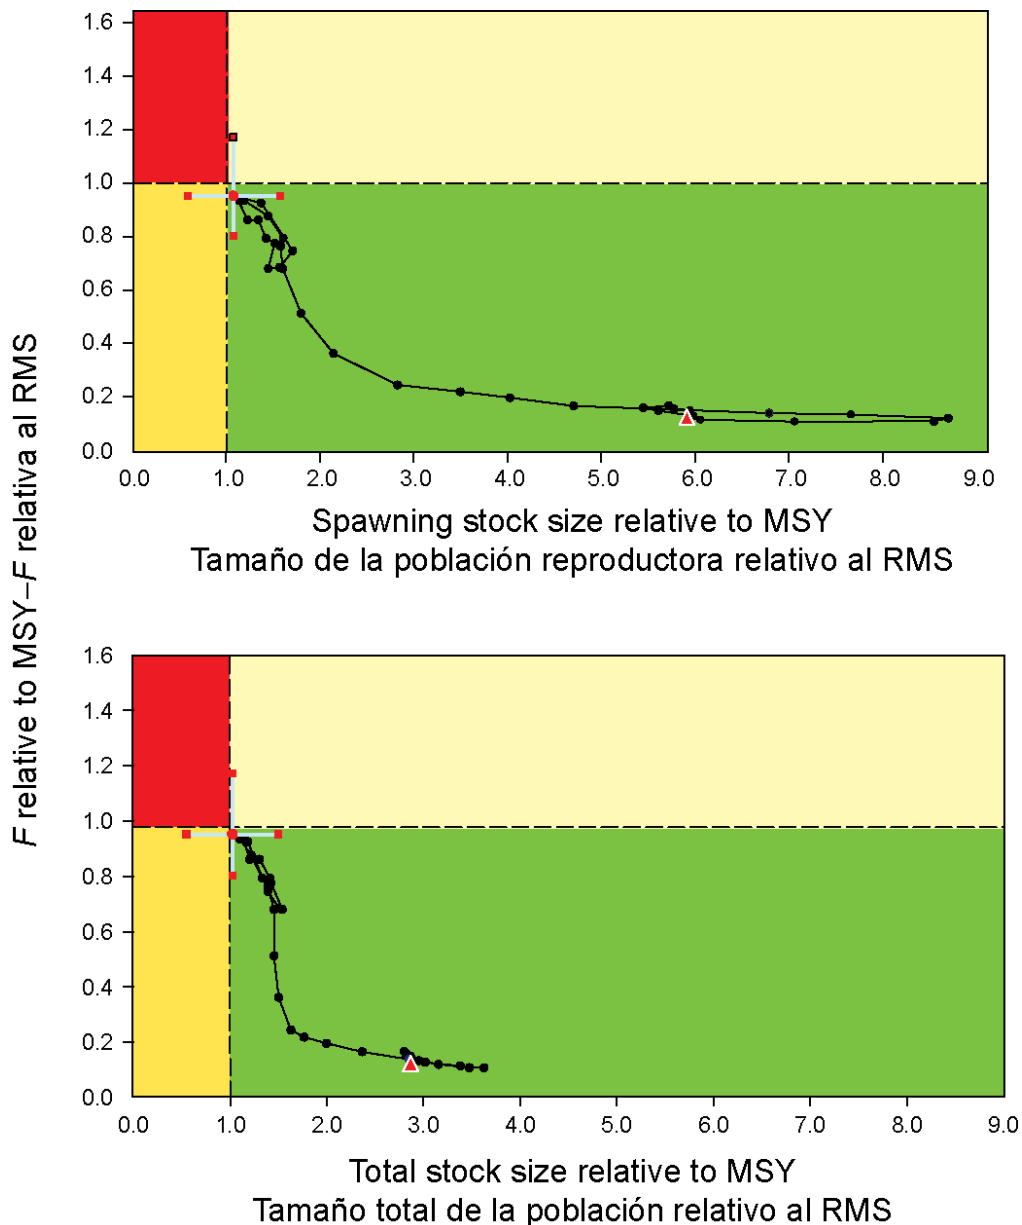 F relative to MSY–F relativa al RMS
1.6
1.4
1.2
1.0
0.8
0.6
0.4
0.2
0.0
0.0 1.0 2.0 3.0 4.0 5.0 6.0 7.0 8.0 9.0
Spawning stock size relative to MSY
Tamaño de la población reproductora relativo al RMS
1.6
1.4
1.2
1.0
0.8
0.6
0.4
0.2
0.0
0.0 1.0 2.0 3.0 4.0 5.0 6.0 7.0 8.0 9.0
Total stock size relative to MSY
Tamaño total de la población relativo al RMS